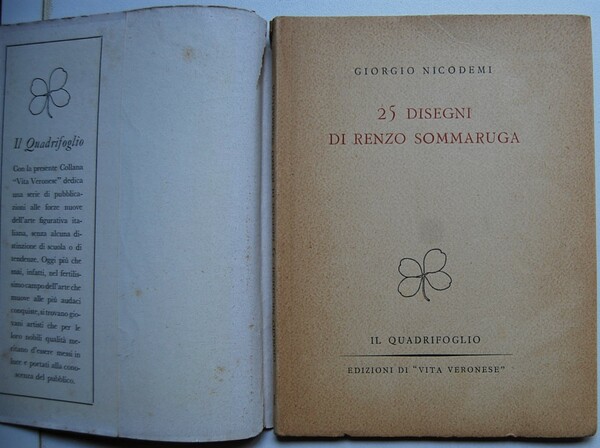 Il Quadrifoglio
Con la presente Collana
"Vita Veronese" dedica
una serie di pubblica-
zioni alle forze nuove
dell'arte figurativa ita-
liana, senza alcuna di-
stinzione di scuola o di
tendenze. Oggi più che
mai, infatti, nel fertilis-
simo campo dell'arte che
muove alle più audaci
conquiste, si trovano gio-
vani artisti che per le
loro nobili qualità me-
ritano d'essere messi in
luce e portati alla cono-
scenza del pubblico.
GIORGIO NICODEMI
25 DISEGNI
DI RENZO SOMMARUGA
IL QUADRIFOGLIO
EDIZIONI DI "VITA VERONESE"